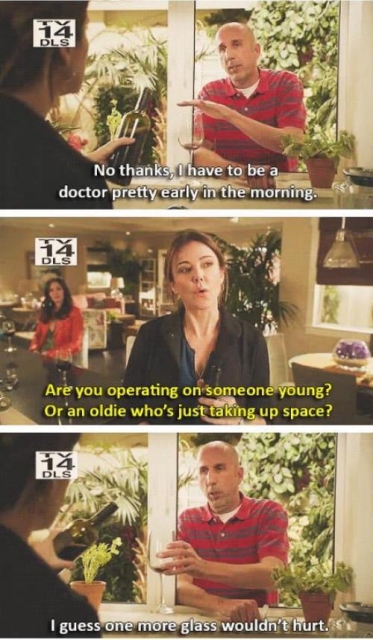 TV
14
DLS
No thanks, I have to be a
doctor pretty early in the morning.
TV
14
DLS
Are you operating on someone young?
Or an oldie who's just taking up space?
TV
14
DLS
I guess one more glass wouldn't hurt.